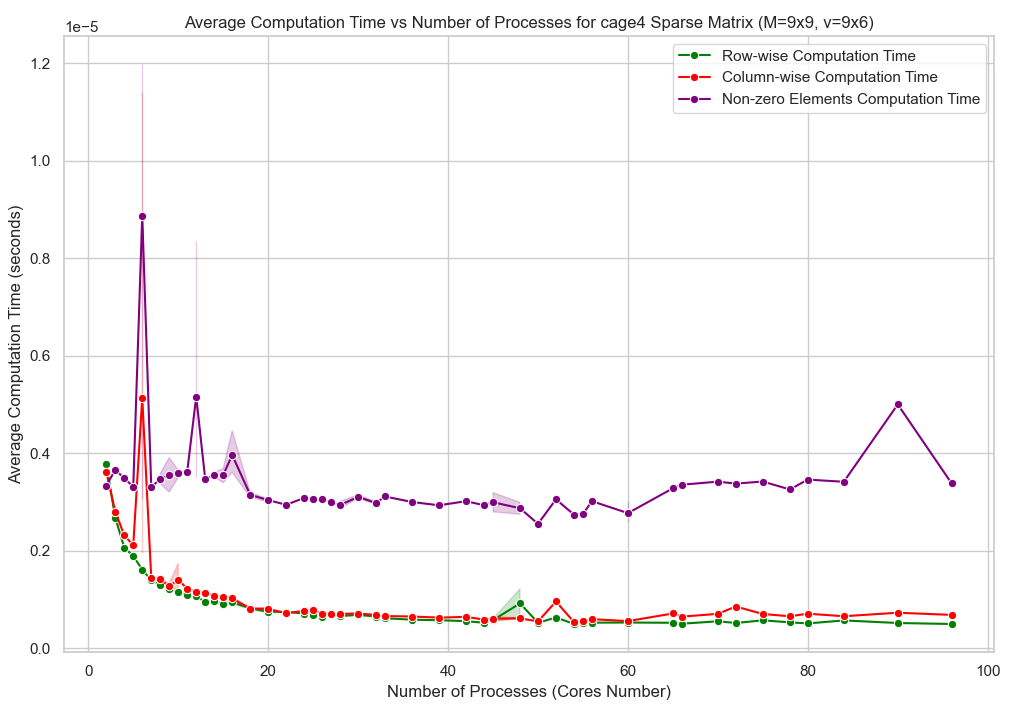 Average Computation Time vs Number of Processes for cage4 Sparse Matrix (M=9x9, v=9x6)
1e−5
Row-wise Computation Time
Column-wise Computation Time
Non-zero Elements Computation Time
Average Computation Time (seconds)
1.2
1.0
0.8
0.6
0.4
0.2
0.0
0 20 40 60 80 100
Number of Processes (Cores Number)